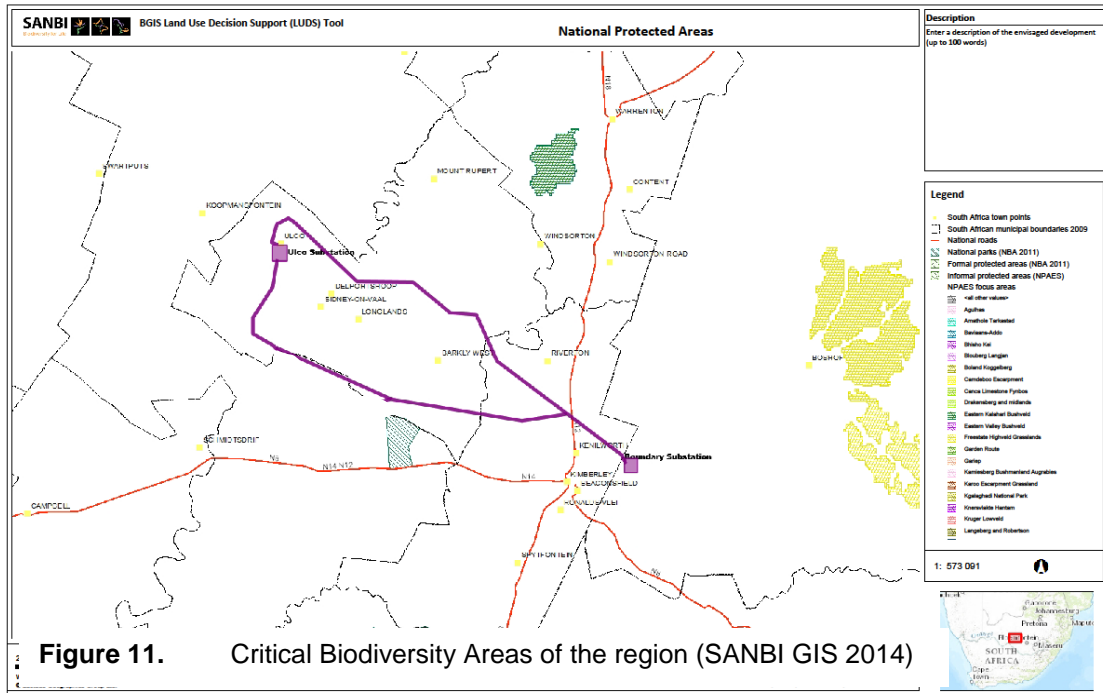 SANBI
BGIS Land Use Decision Support (LUDS) Tool
National Protected Areas
Description
Enter a description of the envisaged development
(up to 100 words)
N18
WARRENTON
MOUNT RUPERT
CONTENT
KOOPMANSFONTEIN
ULCO
Ulco Substation
WINDSORTON
WINDSORTON ROAD
DELPORTSHOOP
SIDNEY-ON-VAAL
LONGLANDS
BARKLY WEST
RIVERTON
BOSHOF
SCHMIDTSDRIF
N14 N12
N14
KENILWORTH
Boundary Substation
KIMBERLEY
BEACONSFIELD
RONALDSVLEI
CAMPBELL
SPYTFONTEIN
Legend
South Africa town points
South African municipal boundaries 2009
National roads
National parks (NBA 2011)
Formal protected areas (NBA 2011)
Informal protected areas (NPAES)
NPAES focus areas
<all other values>
Agulhas
Amathole Tarkastad
Baviaans-Addo
Blouberg Langjan
Boland Kogelberg
Camdeboo Escarpment
Drakensberg and midlands
Eastern Kalahari Bushveld
Eastern Valley Bushveld
Freestate Highveld Grasslands
Garden Route
Gariep
Kamiesberg Bushmanland Augrabies
Karoo Escarpment Grassland
Kgalagadi National Park
Knersvlakte Hantam
Kruger Lowveld
Langeberg and Robertson
1: 573 091
Pretoria
SOUTH
AFRICA
Figure 11. Critical Biodiversity Areas of the region (SANBI GIS 2014)